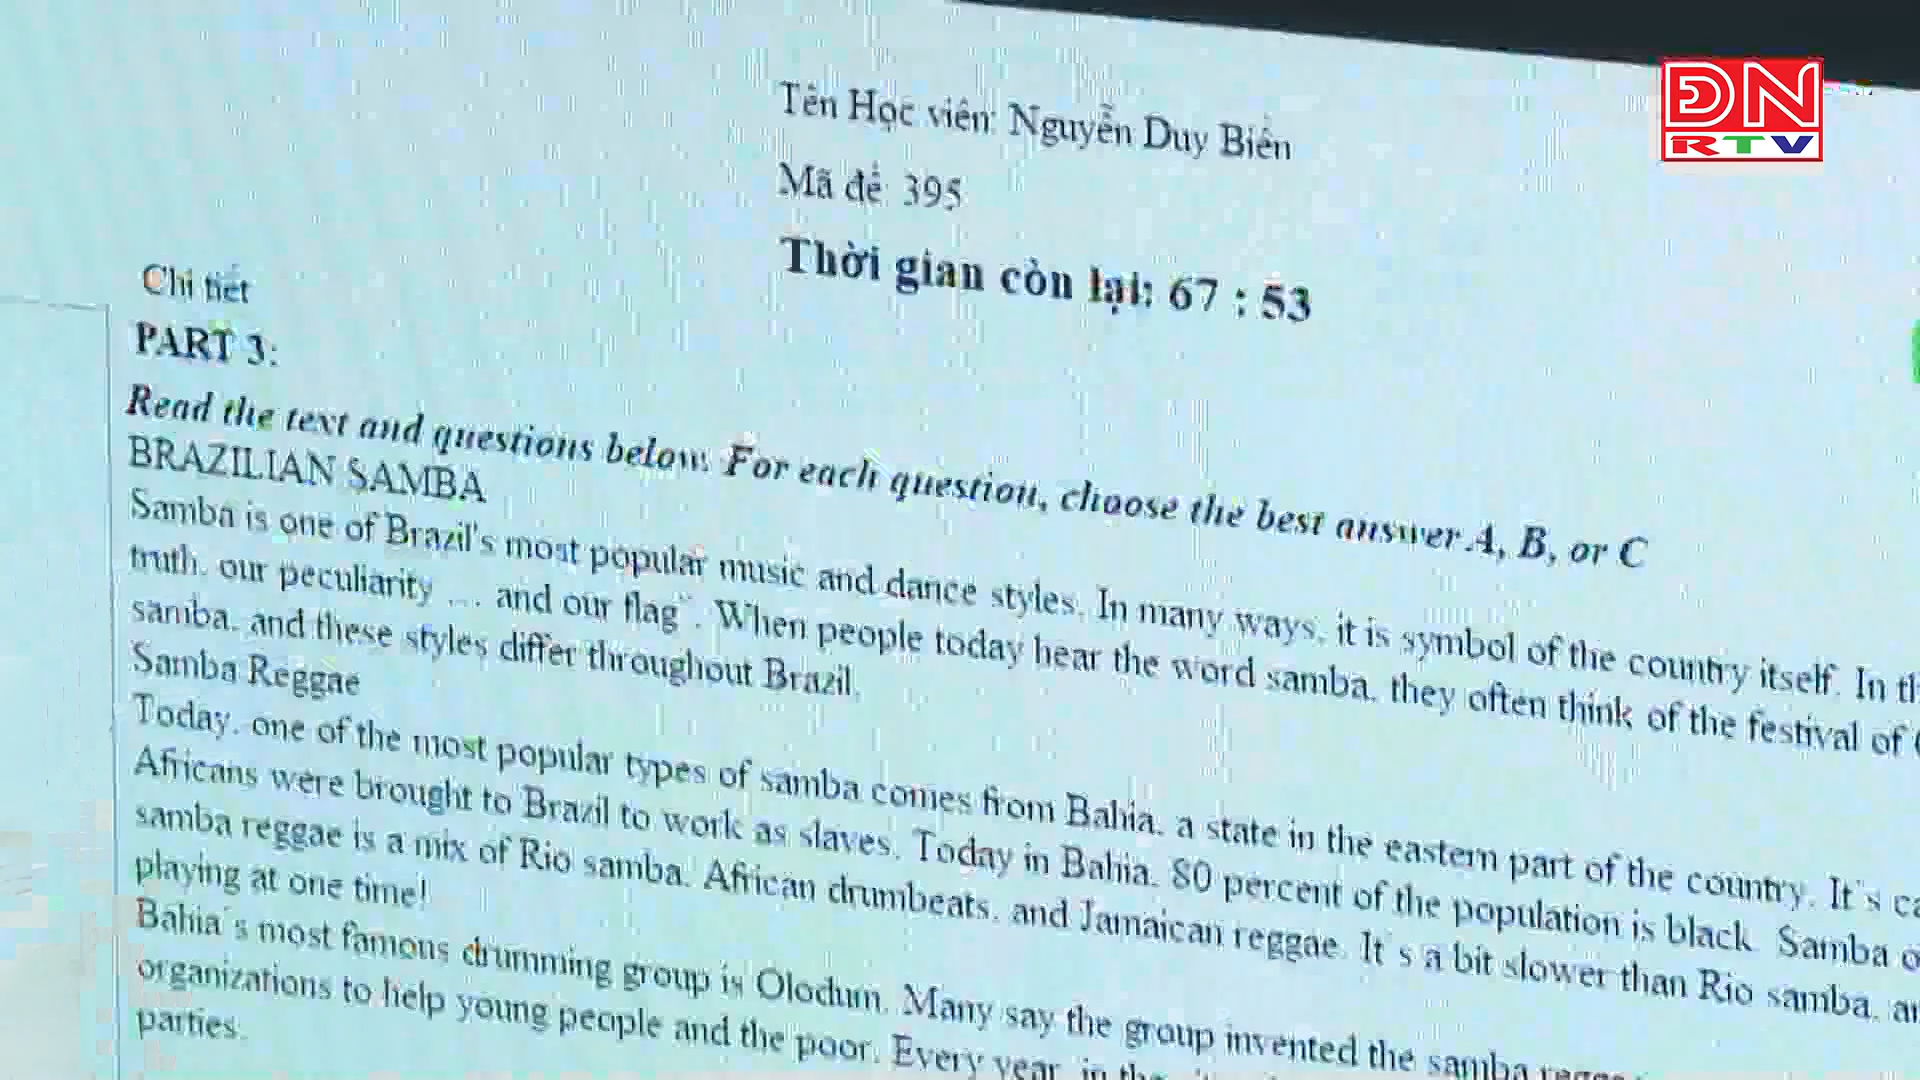 ĐN
RTV
Tên Học viên: Nguyễn Duy Biên
Mã đề: 395
Thời gian còn lại: 67 : 53
Chi tiết
PART 3:
Read the text and questions below. For each question, choose the best answer A, B, or C
BRAZILIAN SAMBA
Samba is one of Brazil's most popular music and dance styles. In many ways, it is symbol of the country itself. In
truth, our peculiarity ... and our flag". When people today hear the word samba, they often think of the festival of
samba, and these styles differ throughout Brazil.
Samba Reggae
Today, one of the most popular types of samba comes from Bahia, a state in the eastern part of the country. It's
Africans were brought to Brazil to work as slaves. Today in Bahia, 80 percent of the population is black. Samba
samba reggae is a mix of Rio samba, African drumbeats, and Jamaican reggae. It's a bit slower than Rio samba,
playing at one time!
Bahia's most famous drumming group is Olodum. Many say the group invented the samba
organizations to help young people and the poor. Every year, in the
parties.